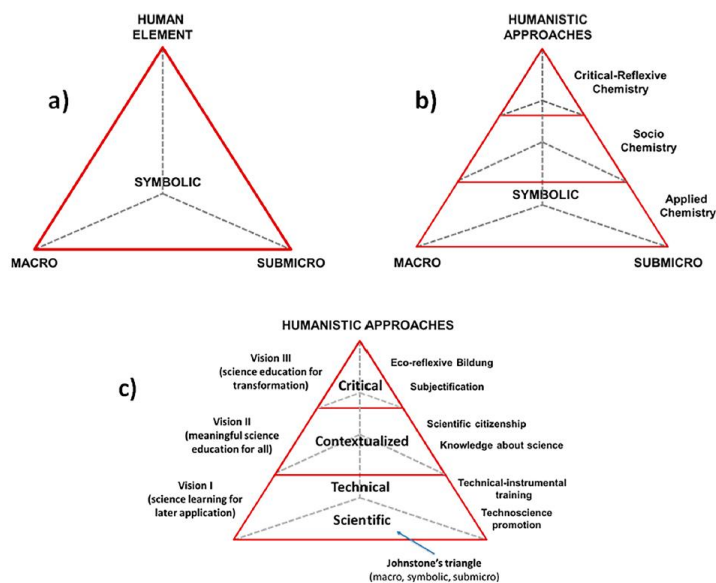 HUMAN
ELEMENT
a)
SYMBOLIC
MACRO
SUBMICRO
HUMANISTIC
APPROACHES
b)
Critical-Reflexive
Chemistry
Socio
Chemistry
SYMBOLIC
Applied
Chemistry
MACRO
SUBMICRO
HUMANISTIC APPROACHES
c)
Vision III
(science education for
transformation)
Critical
Eco-reflexive Bildung
Subjectification
Vision II
(meaningful science
education for all)
Contextualized
Scientific citizenship
Knowledge about science
Vision I
(science learning for
later application)
Technical
Scientific
Technical-instrumental
training
Technoscience
promotion
Johnstone's triangle
(macro, symbolic, submicro)